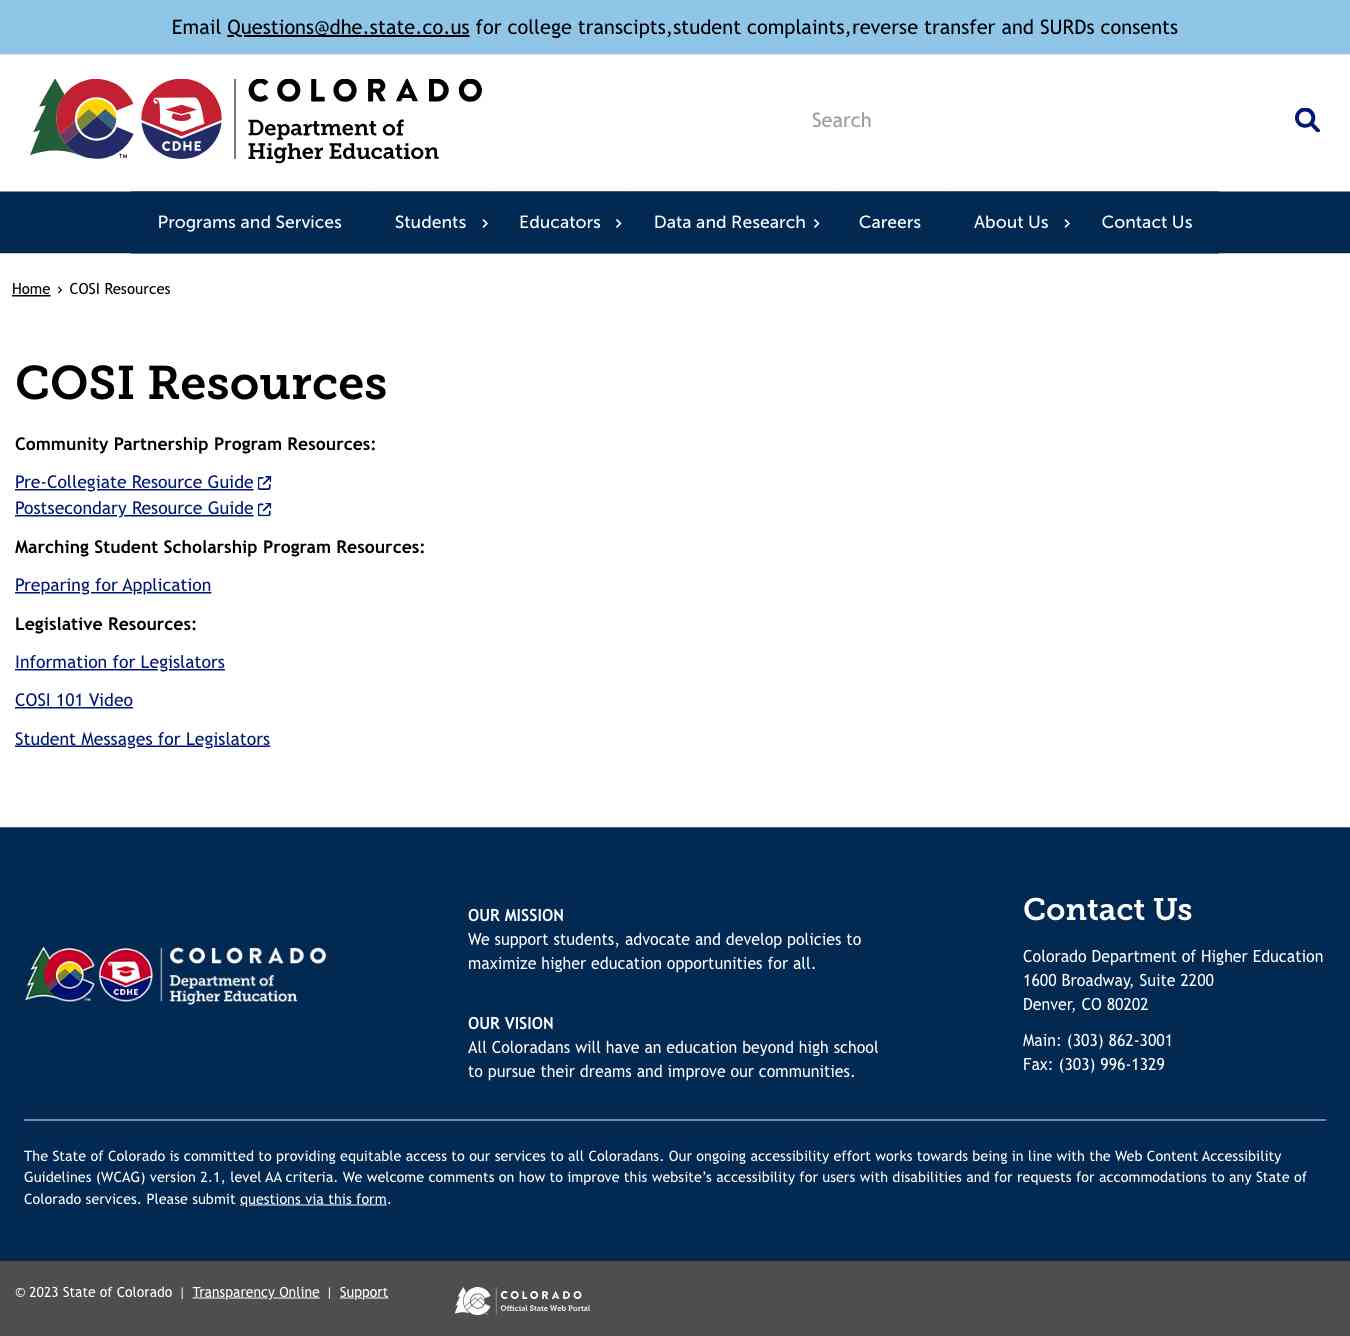 Email Questions@dhe.state.co.us for college transcipts,student complaints,reverse transfer and SURDs consents
COLORADO
Department of
Higher Education
CDHE
TM
Search
Programs and Services Students Educators Data and Research Careers About Us Contact Us
Home › COSI Resources
COSI Resources
Community Partnership Program Resources:
Pre-Collegiate Resource Guide
Postsecondary Resource Guide
Marching Student Scholarship Program Resources:
Preparing for Application
Legislative Resources:
Information for Legislators
COSI 101 Video
Student Messages for Legislators
COLORADO
Department of
Higher Education
CDHE
OUR MISSION
We support students, advocate and develop policies to
maximize higher education opportunities for all.
OUR VISION
All Coloradans will have an education beyond high school
to pursue their dreams and improve our communities.
Contact Us
Colorado Department of Higher Education
1600 Broadway, Suite 2200
Denver, CO 80202
Main: (303) 862-3001
Fax: (303) 996-1329
The State of Colorado is committed to providing equitable access to our services to all Coloradans. Our ongoing accessibility effort works towards being in line with the Web Content Accessibility
Guidelines (WCAG) version 2.1, level AA criteria. We welcome comments on how to improve this website’s accessibility for users with disabilities and for requests for accommodations to any State of
Colorado services. Please submit questions via this form.
© 2023 State of Colorado | Transparency Online | Support
COLORADO
Official State Web Portal